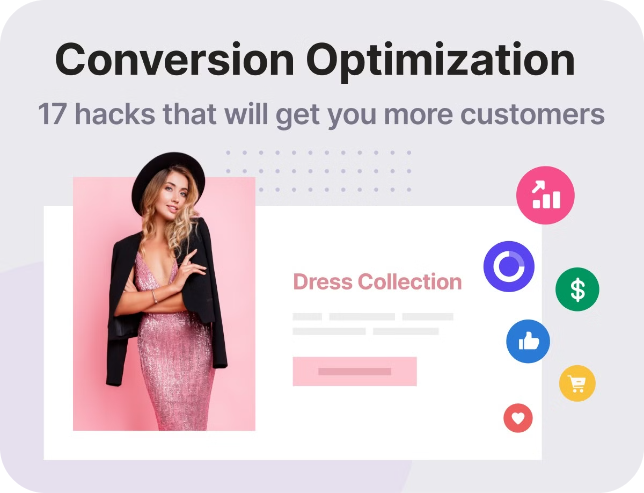 Conversion Optimization
17 hacks that will get you more customers
Dress Collection
$